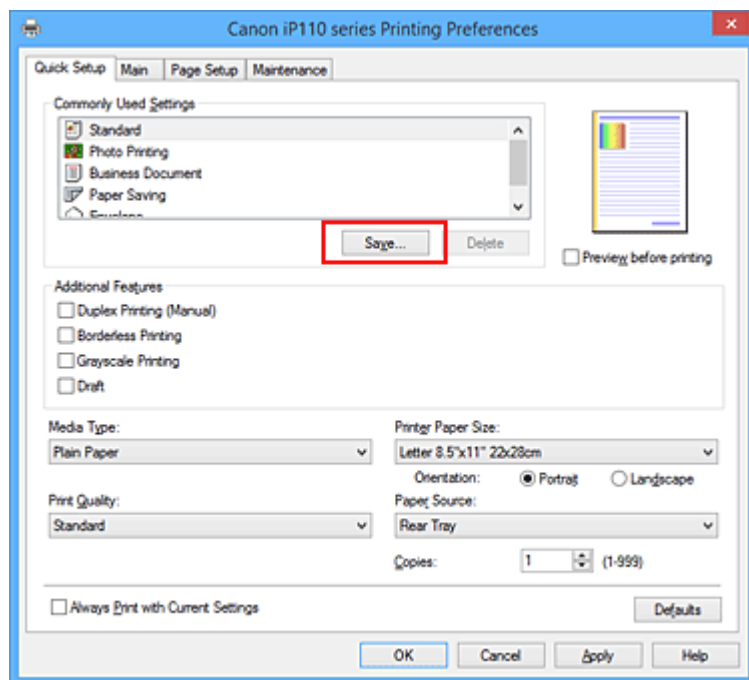 Canon iP110 series Printing Preferences
Quick Setup Main Page Setup Maintenance
Commonly Used Settings
Standard
Photo Printing
Business Document
Paper Saving
Envelope
Save... Delete
Preview before printing
Additional Features
Duplex Printing (Manual)
Borderless Printing
Grayscale Printing
Draft
Media Type: Printer Paper Size:
Plain Paper Letter 8.5"x11" 22x28cm
Orientation: Portrait Landscape
Print Quality: Paper Source:
Standard Rear Tray
Copies: 1 (1-999)
Always Print with Current Settings Defaults
OK Cancel Apply Help